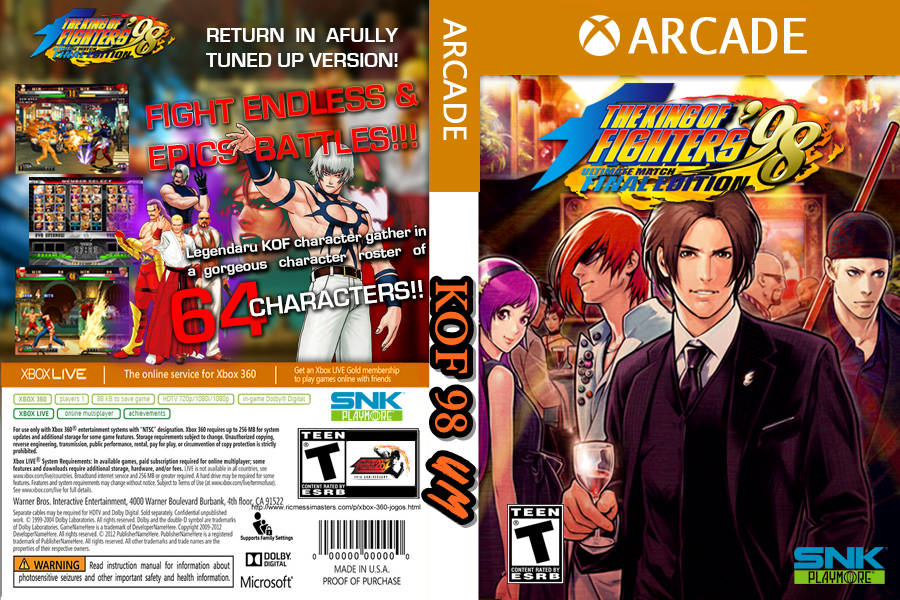 THE KING OF
FIGHTERS '98
ULTIMATE MATCH
FINAL EDITION
RETURN IN AFULLY
TUNED UP VERSION!
FIGHT ENDLESS &
EPICS BATTLES!!!
Legendaru KOF character gather in
a gorgeous character roster of
64 CHARACTERS!!
XBOX LIVE
The online service for Xbox 360
Get an Xbox LIVE Gold membership
to play games online with friends
XBOX 360
players 1
88 KB to save game
HDTV 720p/1080i/1080p
in-game Dolby® Digital
XBOX LIVE
online multiplayer
achievements
SNK
PLAYMORE
For use only with Xbox 360® entertainment systems with "NTSC" designation. Xbox 360 requires up to 256 MB for system
updates and additional storage for some game features. Storage requirements subject to change. Unauthorized copying,
reverse engineering, transmission, public performance, rental, pay for play, or circumvention of copy protection is strictly
prohibited.
Xbox LIVE® System Requirements: In available games, paid subscription required for online multiplayer; some
features and downloads require additional storage, hardware, and/or fees. LIVE is not available in all countries, see
www.xbox.com/live/countries. Broadband internet service and 256 MB or greater required. A hard drive may be required for some
features. Features and system requirements may change without notice. Subject to Terms of Use (at www.xbox.com/live/termsofuse).
See www.xbox.com/live for full details.
Warner Bros. Interactive Entertainment, 4000 Warner Boulevard Burbank, 4th floor, CA 91522
http://www.ricmessimasters.com/p/xbox-360-jogos.html
Separate cables may be required for HDTV and Dolby Digital. Sold separately. Confidential unpublished
work. © 1999-2004 Dolby Laboratories. All rights reserved. Dolby and the double-D symbol are trademarks
of Dolby Laboratories. GameNameHere is a trademark of DeveloperNameHere. Copyright 2009-2012
DeveloperNameHere. All rights reserved. © 2012 PublisherNameHere. PublisherNameHere is a registered
trademark of PublisherNameHere. All rights reserved. All other trademarks and trade names are the
properties of their respective owners.
WARNING
Read instruction manual for information about
photosensitive seizures and other important safety and health information.
TEEN
T
CONTENT RATED BY
ESRB
Supports Family Settings
DOLBY
DIGITAL
Microsoft®
0 00000 00000 0
MADE IN U.S.A.
PROOF OF PURCHASE
ARCADE
KOF 98 UM
ARCADE
THE KING OF
FIGHTERS '98
ULTIMATE MATCH
FINAL EDITION
TEEN
T
CONTENT RATED BY
ESRB
SNK
PLAYMORE